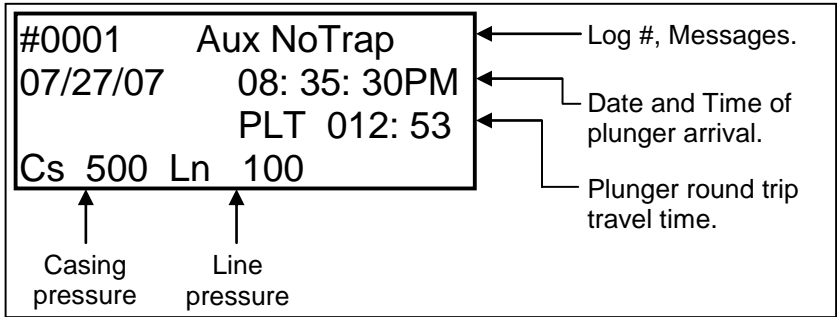 #0001 Aux NoTrap
07/27/07 08: 35: 30PM
PLT 012: 53
Cs 500 Ln 100
Log #, Messages.
Date and Time of
plunger arrival.
Plunger round trip
travel time.
Casing
pressure
Line
pressure